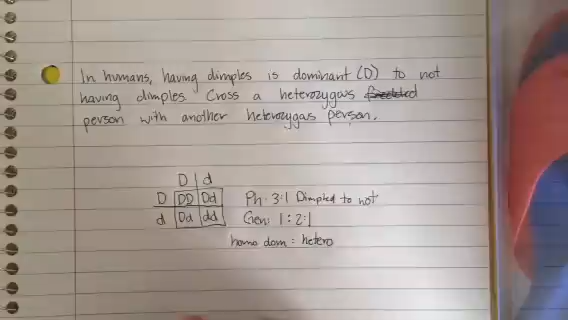 In humans, having dimples is dominant (D) to not
having dimples. Cross a heterozygous
person with another heterozygous person.
D d
D DD Dd Ph: 3:1 Dimpled to not
d Dd dd Gen: 1:2:1
homo dom : hetero